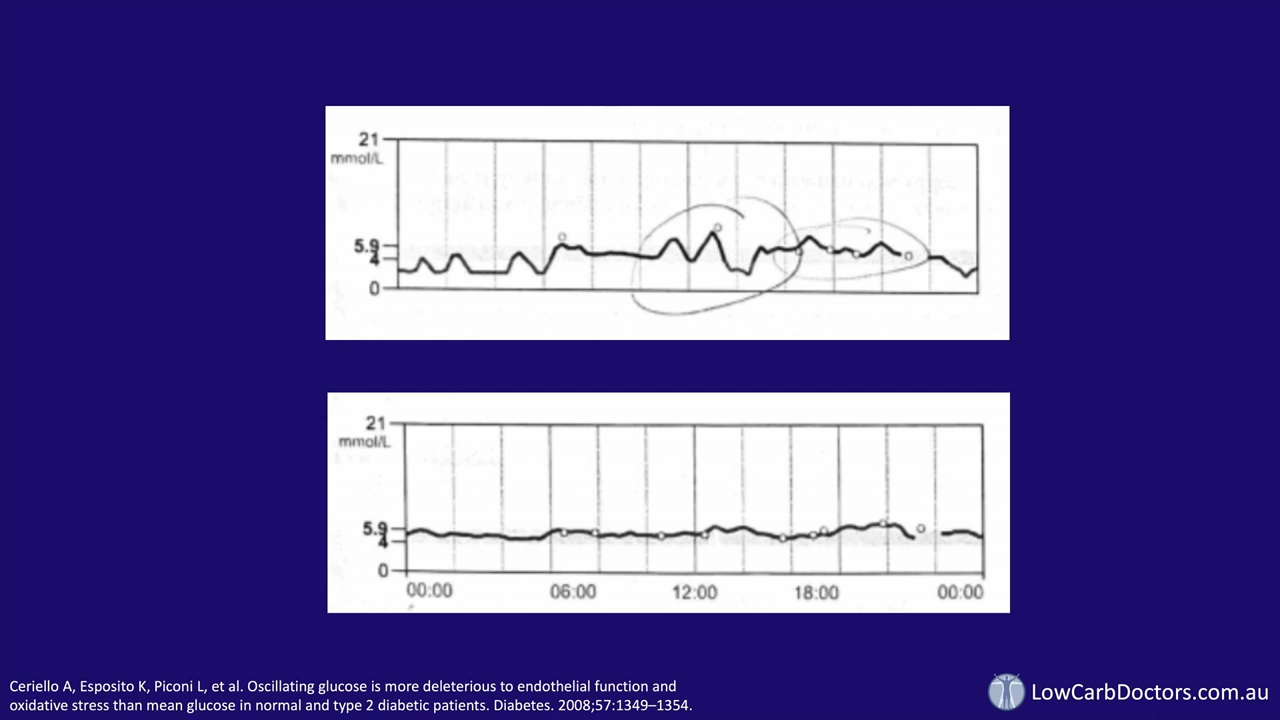 21
mmol/L
5.9
4
0
21
mmol/L
5.9
4
0
00:00 06:00 12:00 18:00 00:00
Ceriello A, Esposito K, Piconi L, et al. Oscillating glucose is more deleterious to endothelial function and
oxidative stress than mean glucose in normal and type 2 diabetic patients. Diabetes. 2008;57:1349–1354.
LowCarbDoctors.com.au